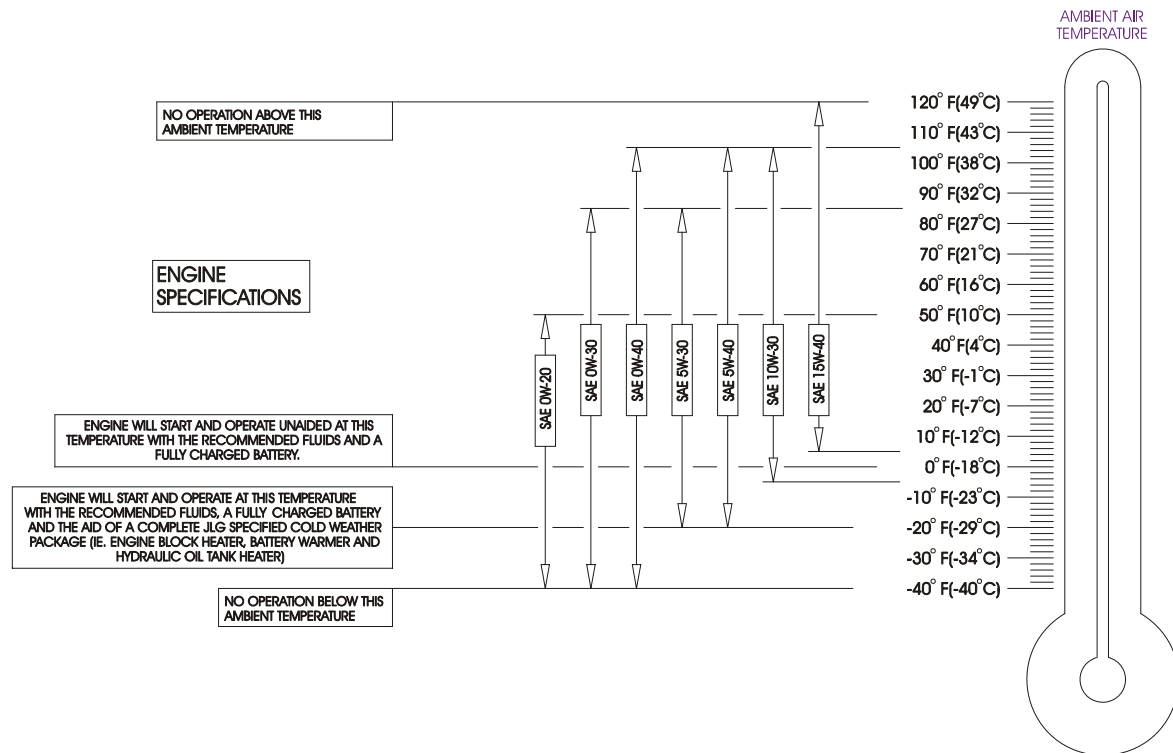 AMBIENT AIR
TEMPERATURE
NO OPERATION ABOVE THIS
AMBIENT TEMPERATURE
120° F(49°C)
110° F(43°C)
100° F(38°C)
90° F(32°C)
80° F(27°C)
70° F(21°C)
60° F(16°C)
50° F(10°C)
40° F(4°C)
30° F(-1°C)
20° F(-7°C)
10° F(-12°C)
0° F(-18°C)
-10° F(-23°C)
-20° F(-29°C)
-30° F(-34°C)
-40° F(-40°C)
ENGINE
SPECIFICATIONS
SAE 0W-20
SAE 0W-30
SAE 0W-40
SAE 5W-30
SAE 5W-40
SAE 10W-30
SAE 15W-40
ENGINE WILL START AND OPERATE UNAIDED AT THIS
TEMPERATURE WITH THE RECOMMENDED FLUIDS AND A
FULLY CHARGED BATTERY.
ENGINE WILL START AND OPERATE AT THIS TEMPERATURE
WITH THE RECOMMENDED FLUIDS, A FULLY CHARGED BATTERY
AND THE AID OF A COMPLETE JLG SPECIFIED COLD WEATHER
PACKAGE (IE. ENGINE BLOCK HEATER, BATTERY WARMER AND
HYDRAULIC OIL TANK HEATER)
NO OPERATION BELOW THIS
AMBIENT TEMPERATURE